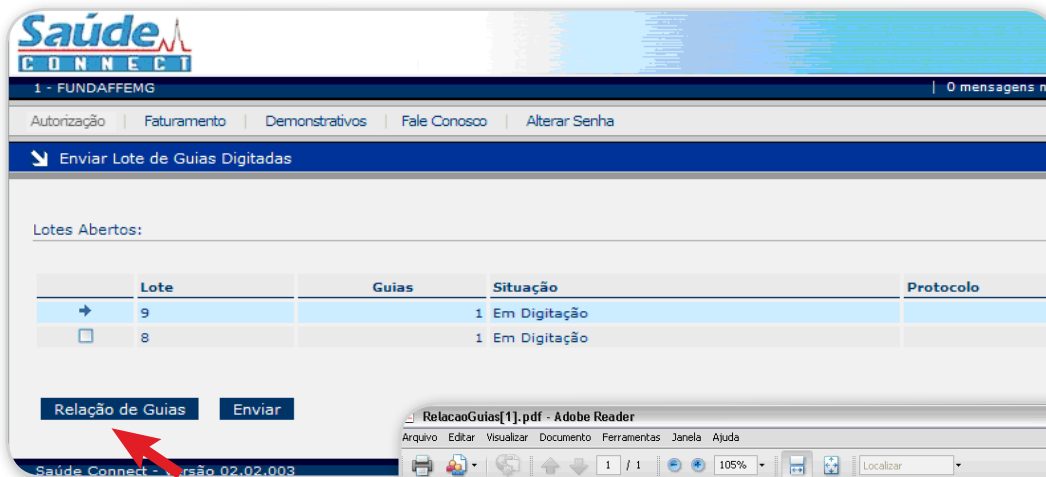 Saúde
CONNECT
1 - FUNDAFFEMG | 0 mensagens n
Autorização | Faturamento | Demonstrativos | Fale Conosco | Alterar Senha
Enviar Lote de Guias Digitadas
Lotes Abertos:
Lote Guias Situação Protocolo
9 1 Em Digitação
8 1 Em Digitação
Relação de Guias Enviar
RelacaoGuias[1].pdf - Adobe Reader
Arquivo Editar Visualizar Documento Ferramentas Janela Ajuda
1 / 1 105% Localizar
Saúde Connect - Versão 02.02.003